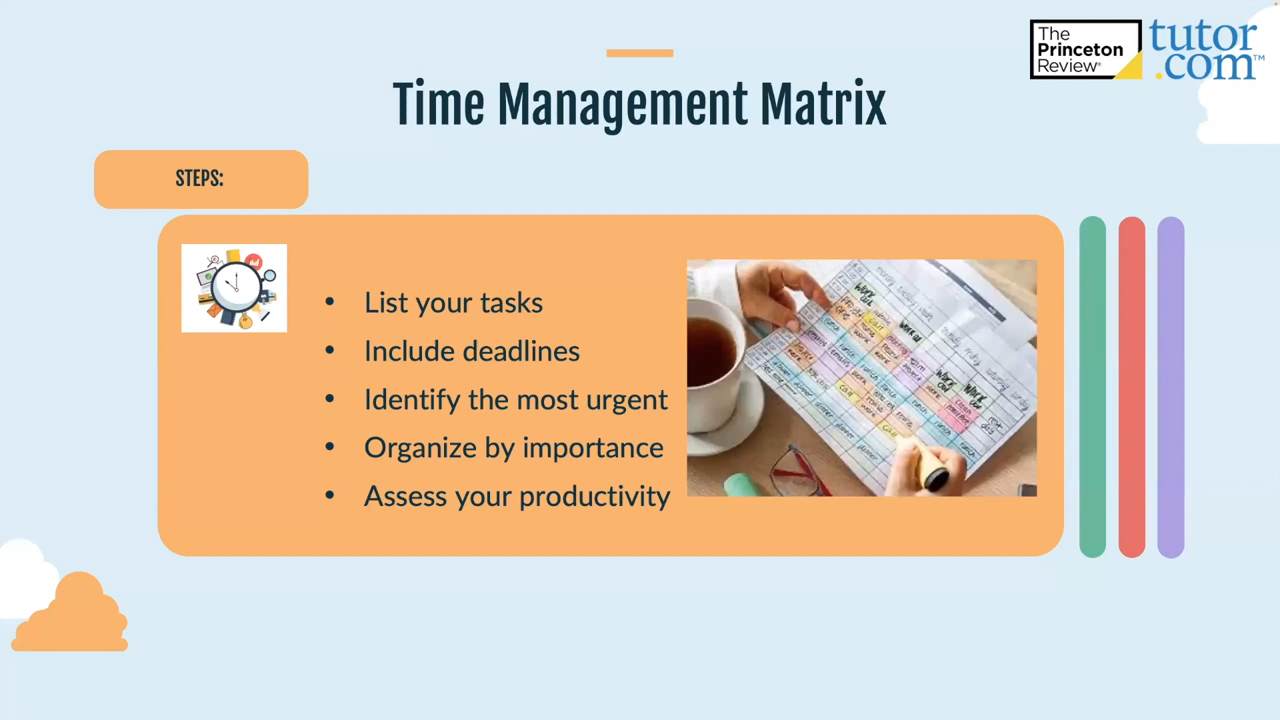 The
Princeton
Review®
tutor
.com™
Time Management Matrix
STEPS:
• List your tasks
• Include deadlines
• Identify the most urgent
• Organize by importance
• Assess your productivity